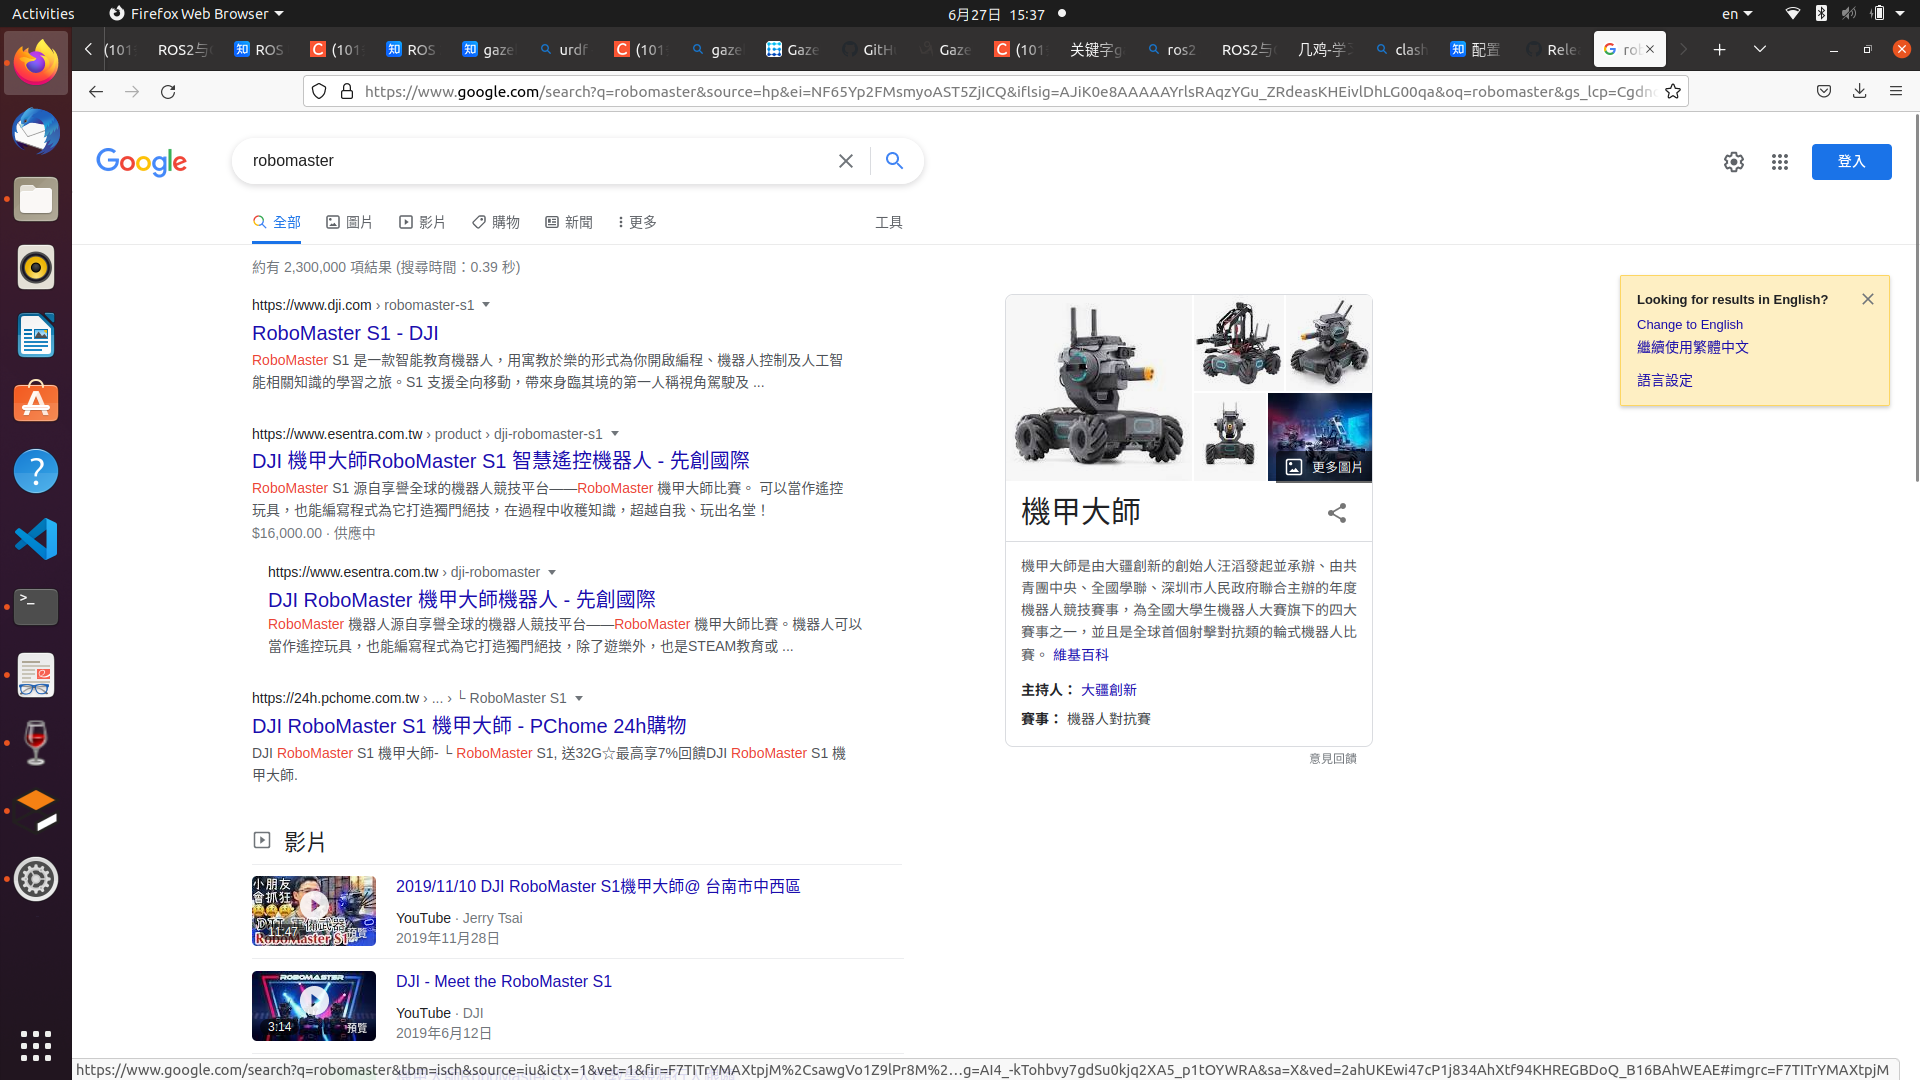 Activities
Firefox Web Browser
6月27日 15:37
en
(101
ROS2与
ROS
(101
ROS
gaze
urdf
(101
gaze
Gaze
GitH
Gaze
(101
关键字g
ros2
ROS2与
几鸡-学
clash
配置
Relea
rob
https://www.google.com/search?q=robomaster&source=hp&ei=NF65Yp2FMsmyoAST5ZjICQ&iflsig=AJiK0e8AAAAAYrlsRAqzYGu_ZRdeasKHEivlDhLG00qa&oq=robomaster&gs_lcp=Cgdn
Google
robomaster
登入
全部
圖片
影片
購物
新聞
更多
工具
約有 2,300,000 項結果 (搜尋時間：0.39 秒)
https://www.dji.com › robomaster-s1
RoboMaster S1 - DJI
RoboMaster S1 是一款智能教育機器人，用寓教於樂的形式為你開啟編程、機器人控制及人工智
能相關知識的學習之旅。S1 支援全向移動，帶來身臨其境的第一人稱視角駕駛及 ...
https://www.esentra.com.tw › product › dji-robomaster-s1
DJI 機甲大師RoboMaster S1 智慧遙控機器人 - 先創國際
RoboMaster S1 源自享譽全球的機器人競技平台——RoboMaster 機甲大師比賽。 可以當作遙控
玩具，也能編寫程式為它打造獨門絕技，在過程中收穫知識，超越自我、玩出名堂！
$16,000.00 · 供應中
https://www.esentra.com.tw › dji-robomaster
DJI RoboMaster 機甲大師機器人 - 先創國際
RoboMaster 機器人源自享譽全球的機器人競技平台——RoboMaster 機甲大師比賽。機器人可以
當作遙控玩具，也能編寫程式為它打造獨門絕技，除了遊樂外，也是STEAM教育或 ...
https://24h.pchome.com.tw › ... › └ RoboMaster S1
DJI RoboMaster S1 機甲大師 - PChome 24h購物
DJI RoboMaster S1 機甲大師- └ RoboMaster S1, 送32G☆最高享7%回饋DJI RoboMaster S1 機
甲大師.
影片
小朋友
會抓狂
RoboMaster S1
11:47
預覽
2019/11/10 DJI RoboMaster S1機甲大師@ 台南市中西區
YouTube · Jerry Tsai
2019年11月28日
ROBOMASTER
3:14
預覽
DJI - Meet the RoboMaster S1
YouTube · DJI
2019年6月12日
更多圖片
機甲大師
機甲大師是由大疆創新的創始人汪滔發起並承辦、由共
青團中央、全國學聯、深圳市人民政府聯合主辦的年度
機器人競技賽事，為全國大學生機器人大賽旗下的四大
賽事之一，並且是全球首個射擊對抗類的輪式機器人比
賽。 維基百科
主持人： 大疆創新
賽事： 機器人對抗賽
意見回饋
Looking for results in English?
Change to English
繼續使用繁體中文
語言設定
https://www.google.com/search?q=robomaster&tbm=isch&source=iu&ictx=1&vet=1&fir=F7TITrYMAXtpjM%2CsawgVo1Z9lPr8M%2…g=AI4_-kTohbvy7gdSu0kjq2XA5_p1tOYWRA&sa=X&ved=2ahUKEwi47cP1j834AhXtf94KHREGBDoQ_B16BAhWEAE#imgrc=F7TITrYMAXtpjM